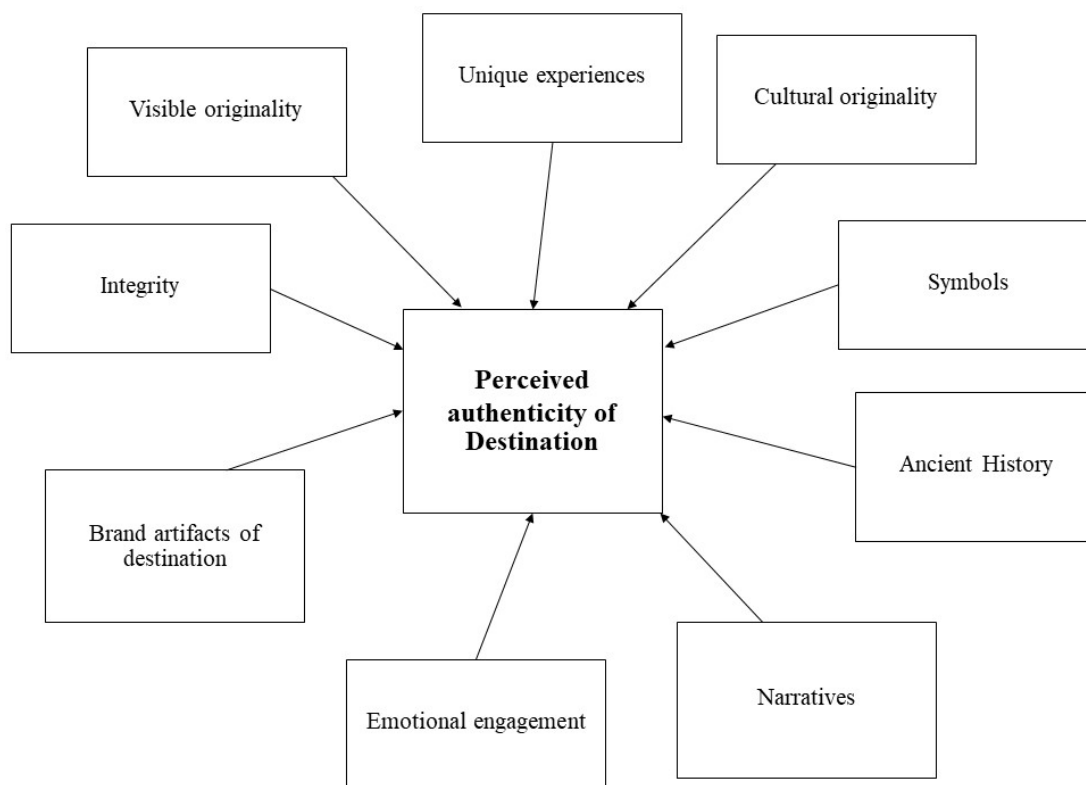 Unique experiences
Visible originality
Cultural originality
Integrity
Symbols
Perceived
authenticity of
Destination
Ancient History
Brand artifacts of
destination
Narratives
Emotional engagement